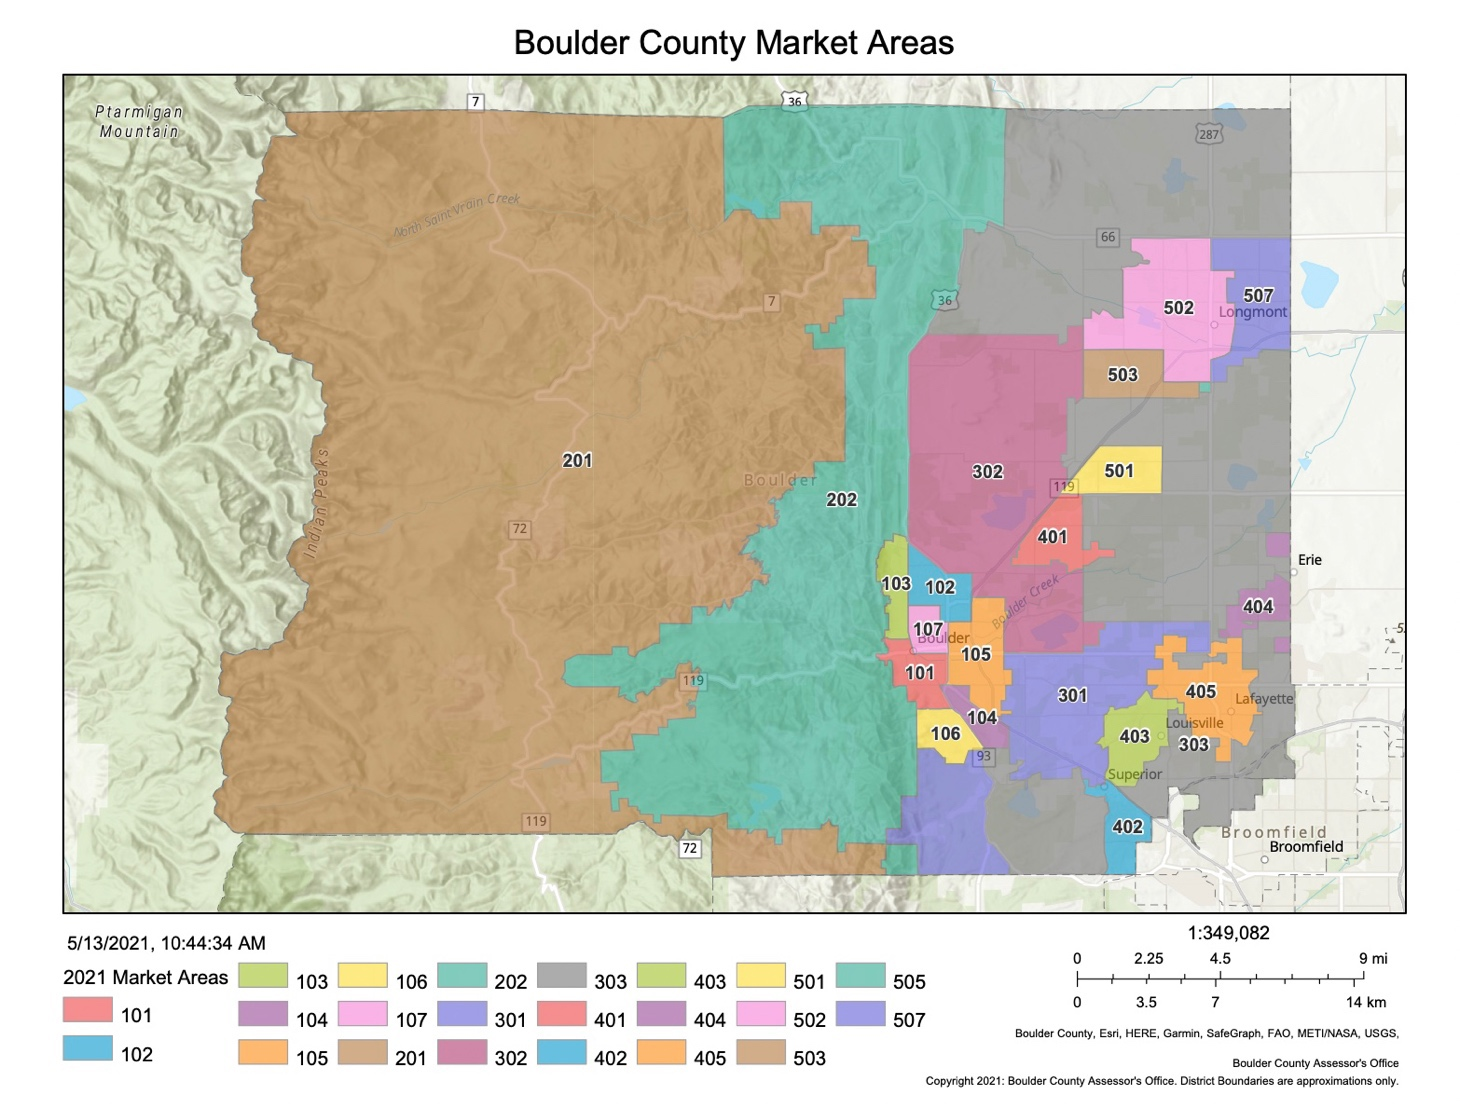 Boulder County Market Areas
Ptarmigan
Mountain
7
36
287
North Saint Vrain Creek
66
7
36
502
507
Longmont
503
201
Boulder
302
501
119
202
Indian Peaks
72
401
Erie
103
102
Boulder Creek
404
107
Boulder
105
101
119
301
405
Lafayette
104
Louisville
106
403
303
93
Superior
119
72
402
Broomfield
Broomfield
5/13/2021, 10:44:34 AM
2021 Market Areas
101
102
103
104
105
106
107
201
202
301
302
303
401
402
403
404
405
501
502
503
505
507
1:349,082
0 2.25 4.5 9 mi
0 3.5 7 14 km
Boulder County, Esri, HERE, Garmin, SafeGraph, FAO, METI/NASA, USGS,
Boulder County Assessor's Office
Copyright 2021: Boulder County Assessor's Office. District Boundaries are approximations only.